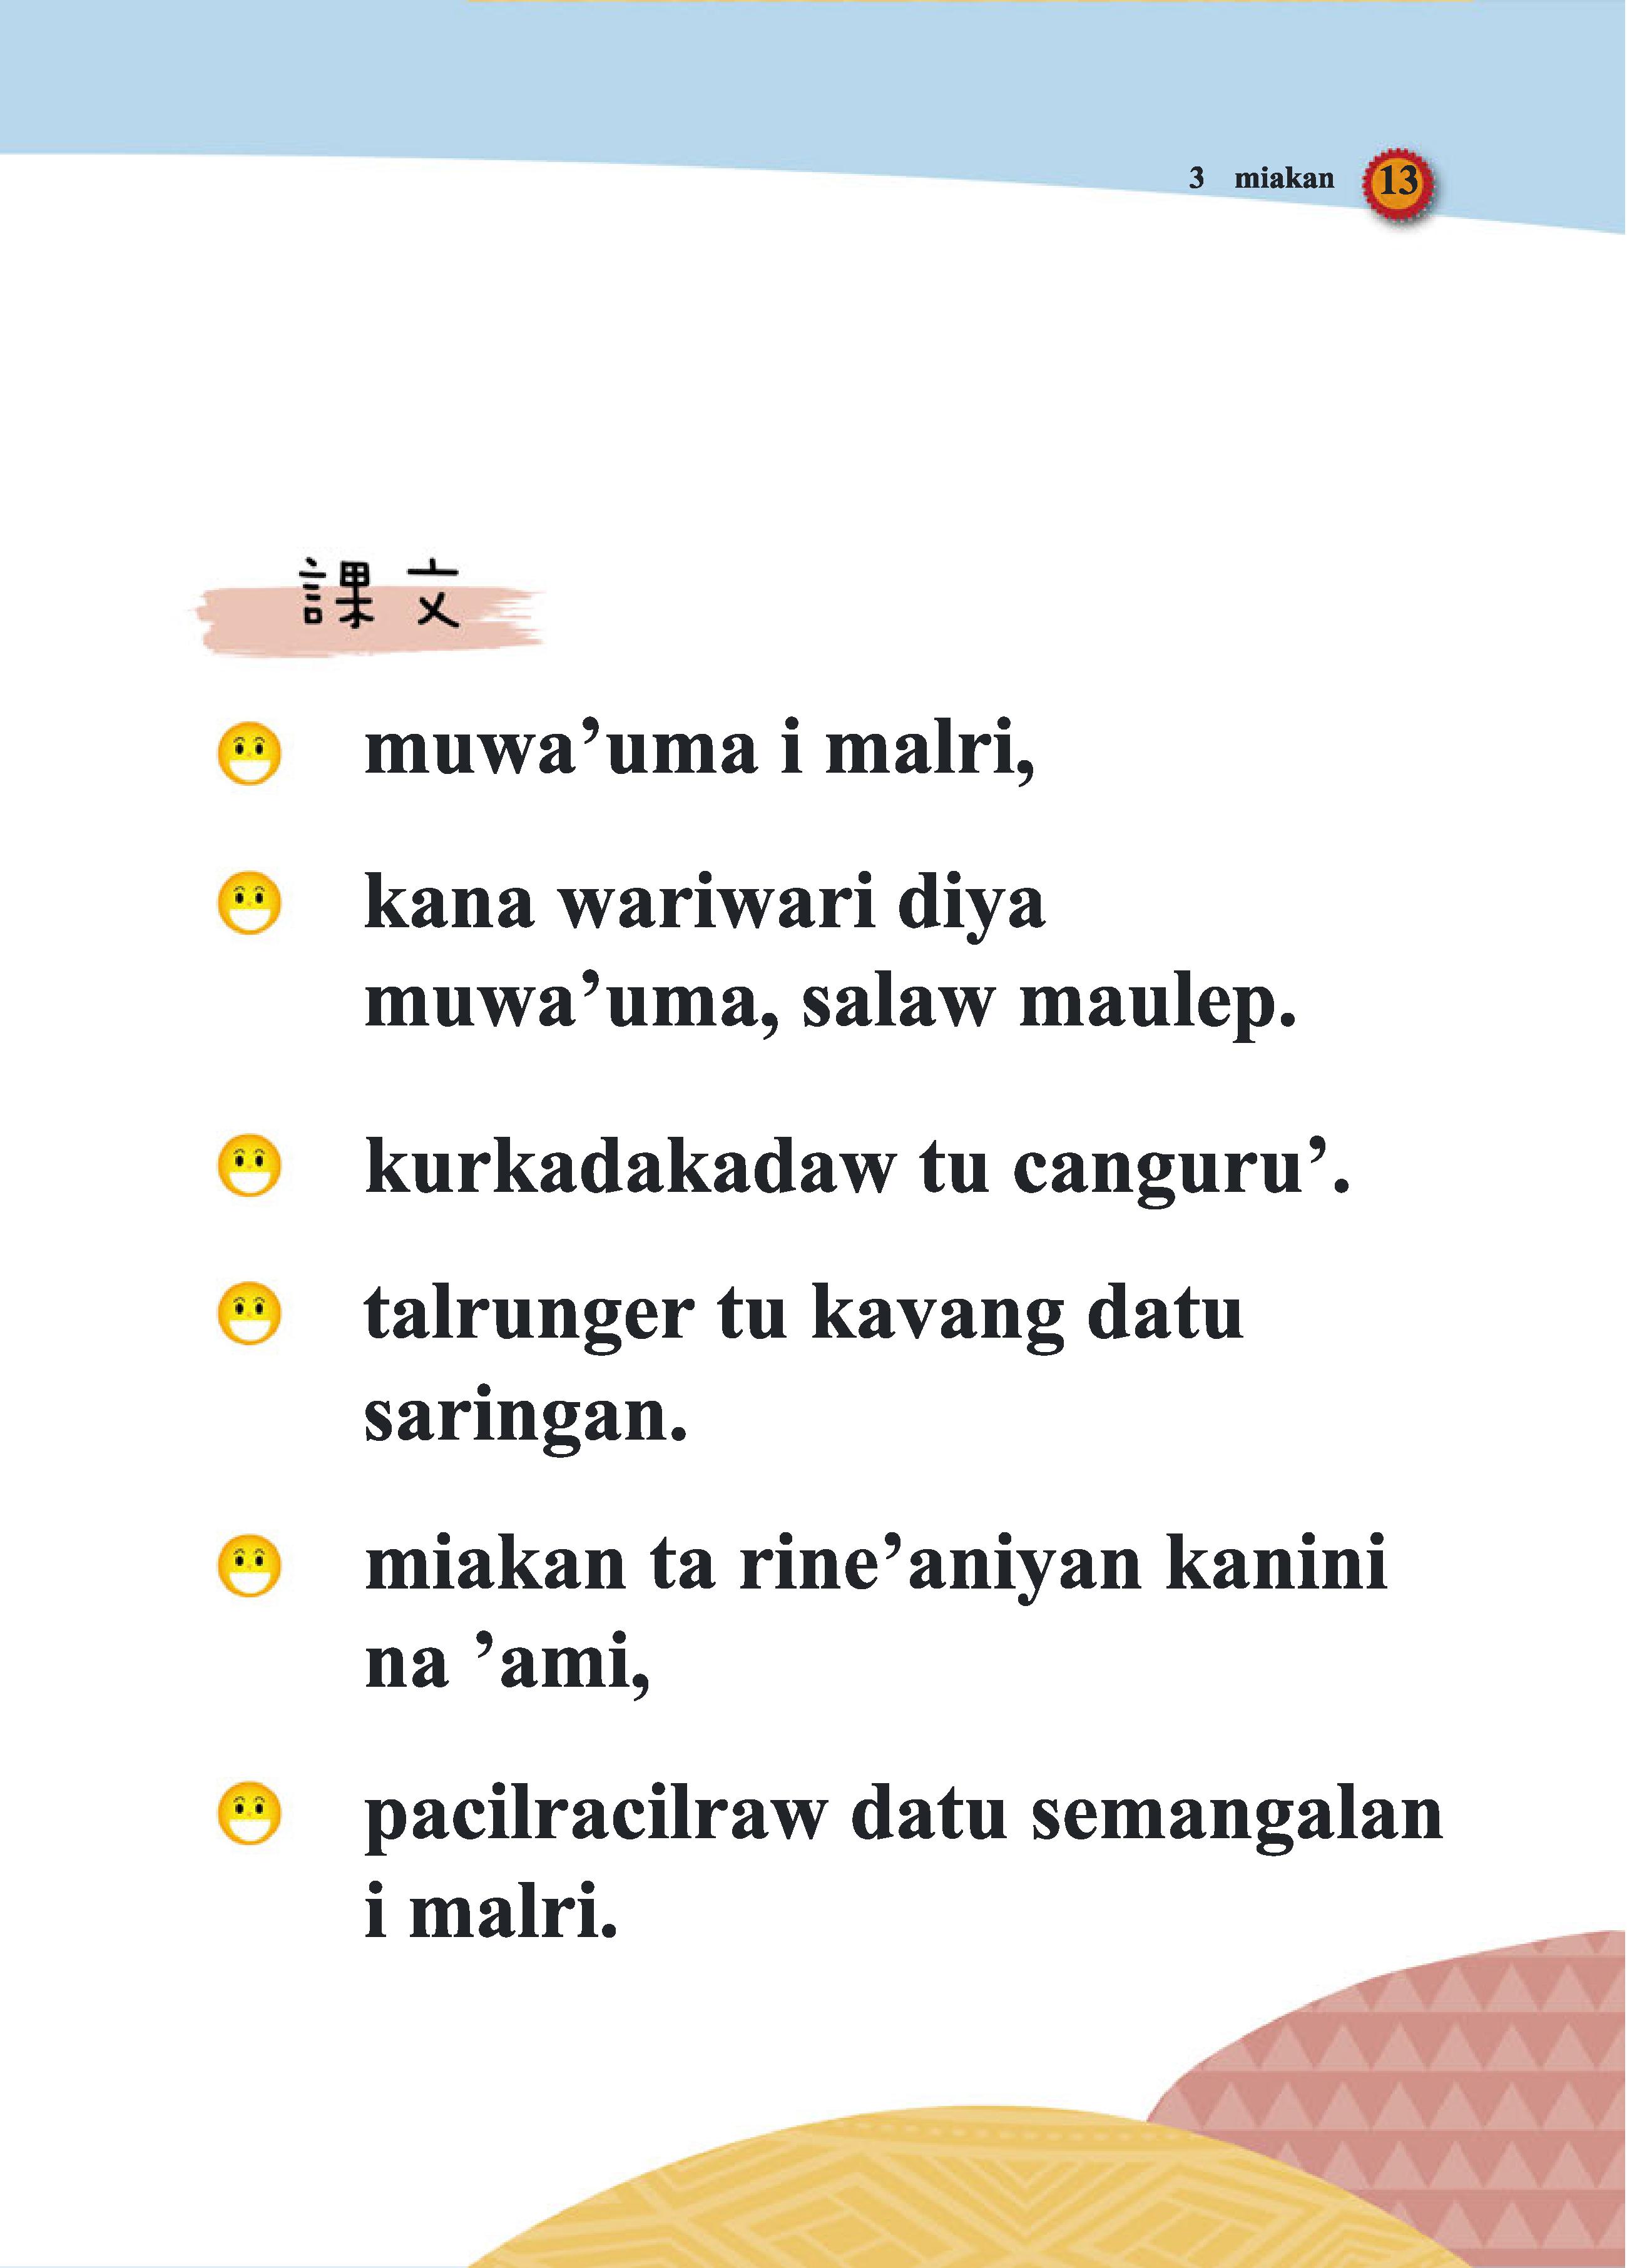 3 miakan 13
課文
muwa’uma i malri,
kana wariwari diya
muwa’uma, salaw maulep.
kurkadakadaw tu canguru’.
talrunger tu kavang datu
saringan.
miakan ta rine’aniyan kanini
na ’ami,
pacilracilraw datu semangalan
i malri.